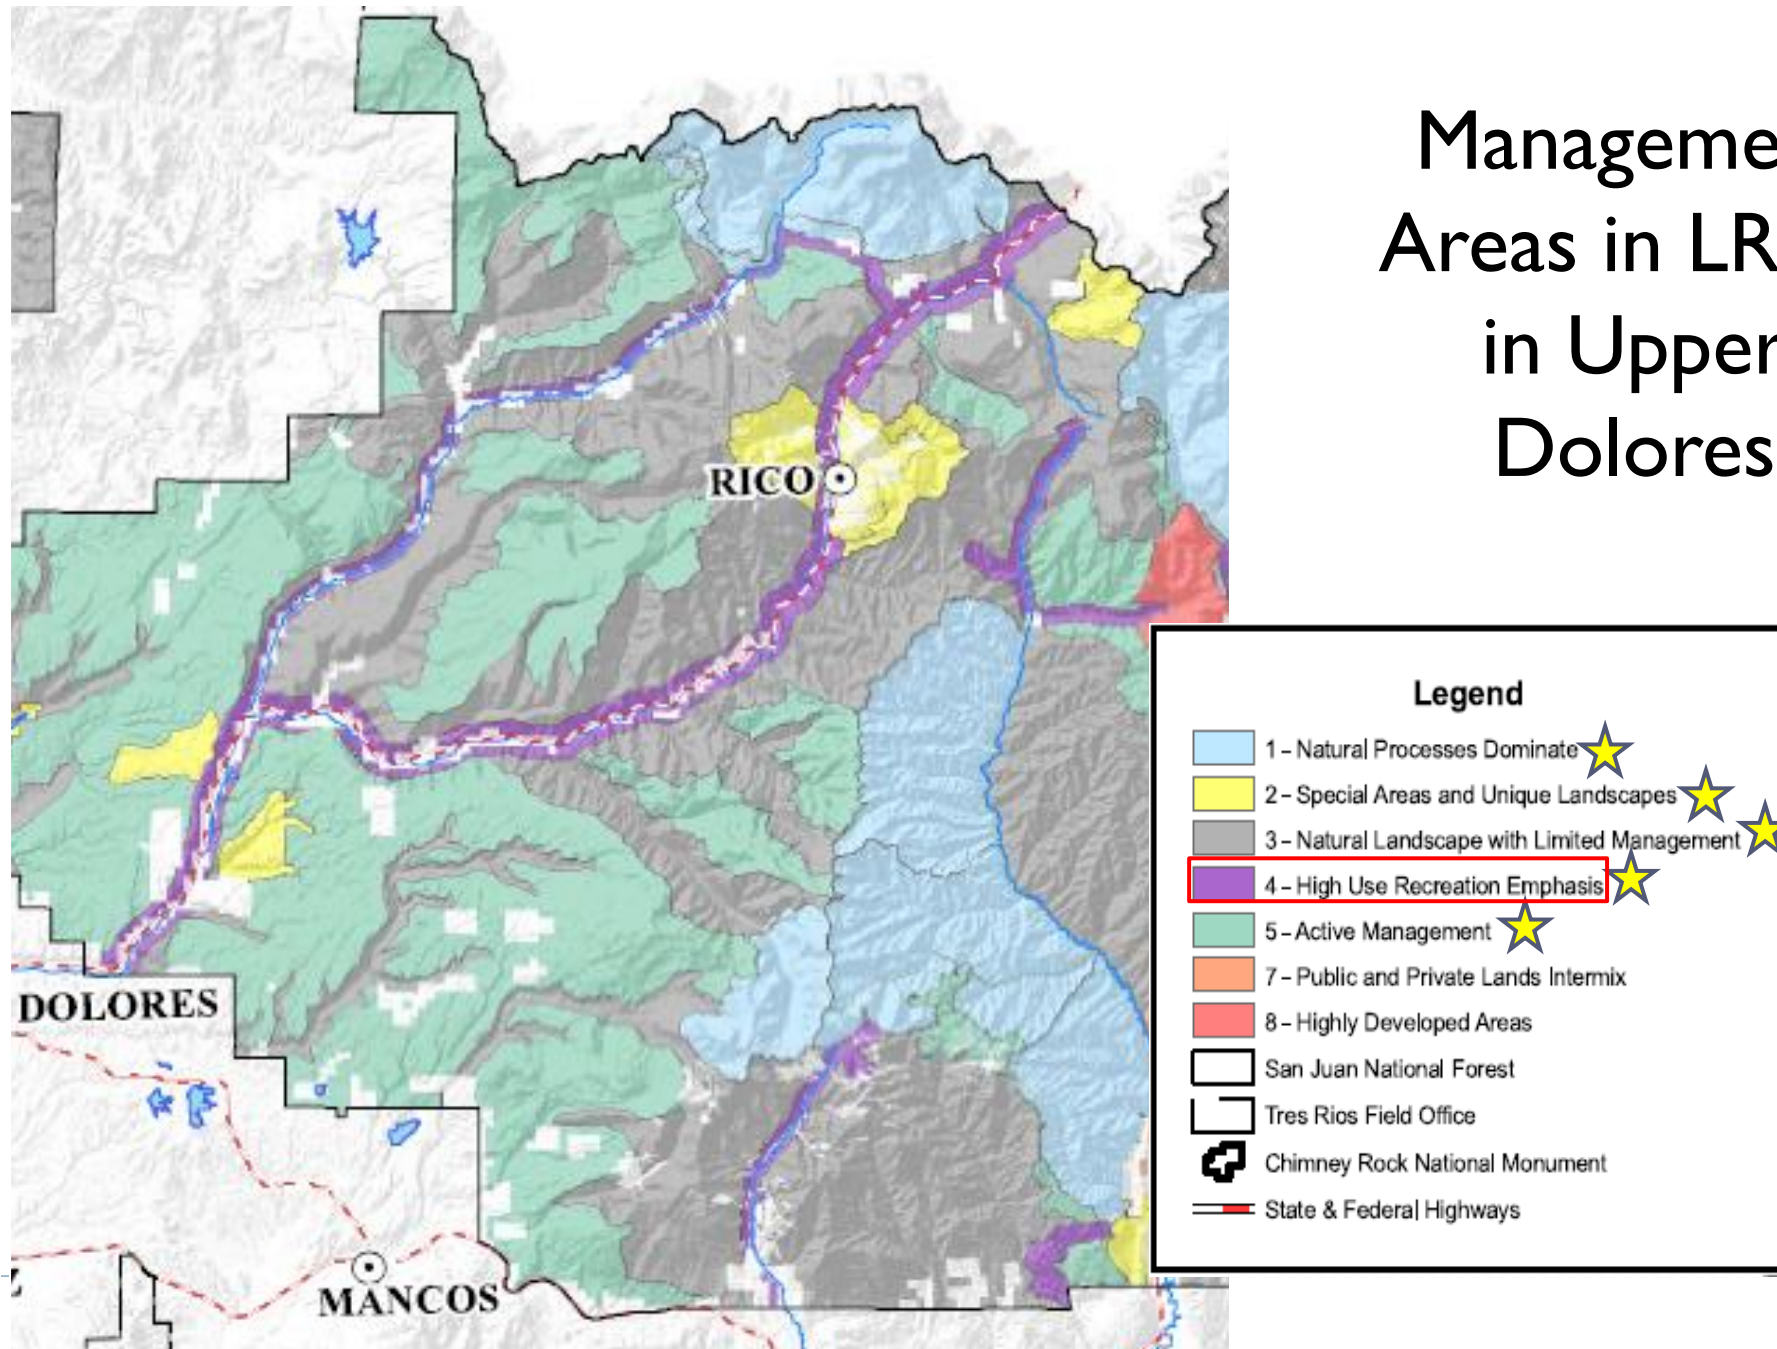 Manageme
Areas in LR
in Upper
Dolores
RICO
DOLORES
MANCOS
Legend
1 – Natural Processes Dominate
2 – Special Areas and Unique Landscapes
3 – Natural Landscape with Limited Management
4 – High Use Recreation Emphasis
5 – Active Management
7 – Public and Private Lands Intermix
8 – Highly Developed Areas
San Juan National Forest
Tres Rios Field Office
Chimney Rock National Monument
State & Federal Highways